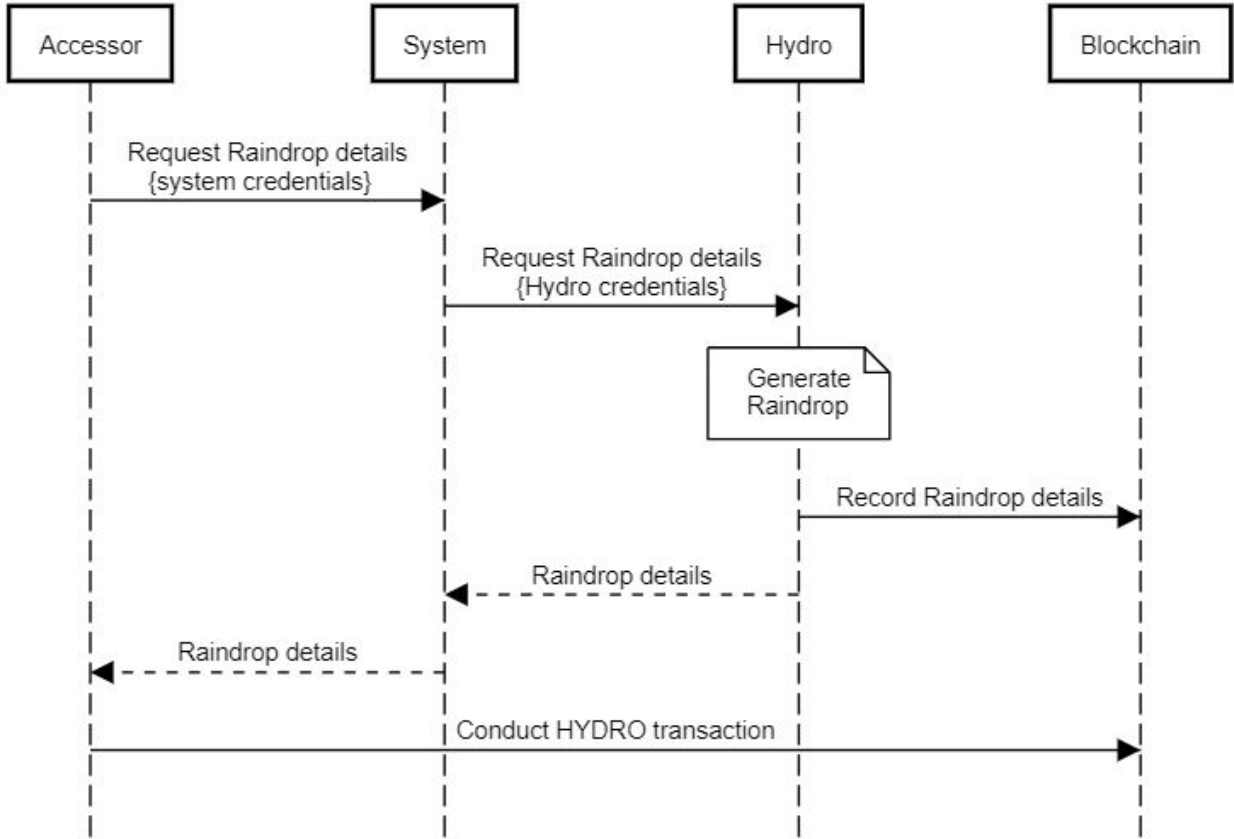 Accessor
System
Hydro
Blockchain
Request Raindrop details
{system credentials}
Request Raindrop details
{Hydro credentials}
Generate
Raindrop
Record Raindrop details
Raindrop details
Raindrop details
Conduct HYDRO transaction